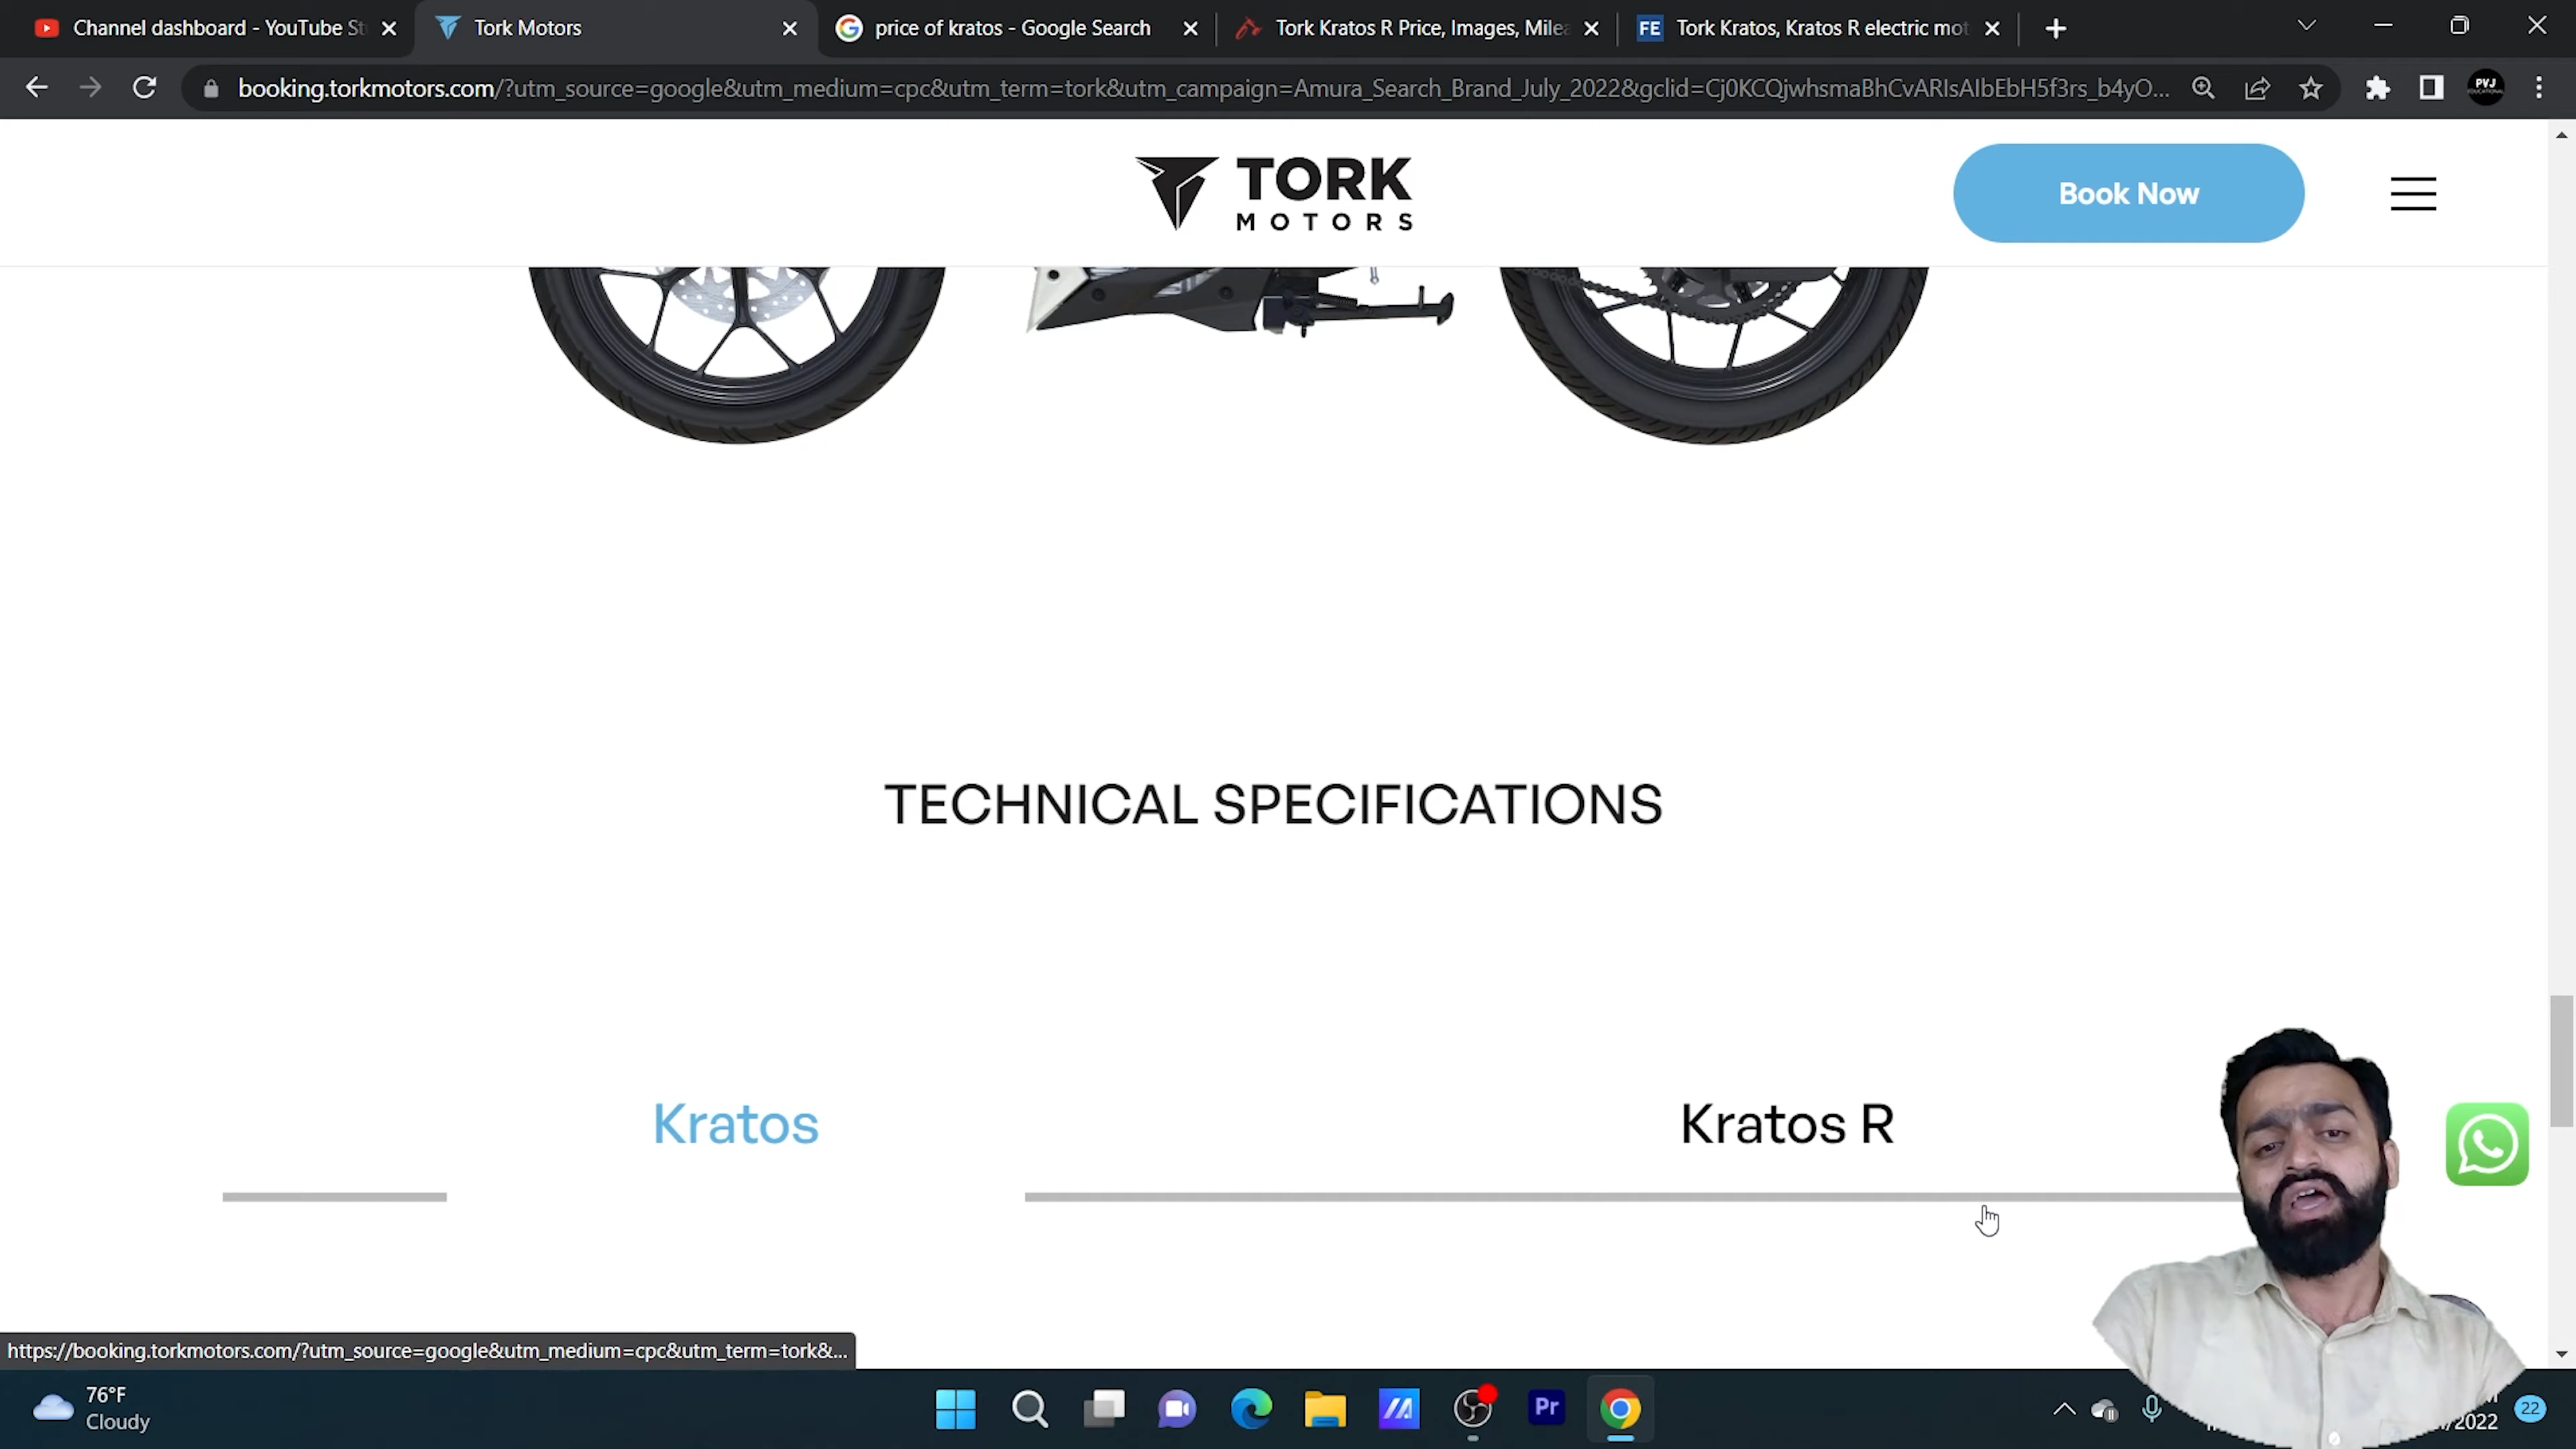 Channel dashboard - YouTube St
Tork Motors
price of kratos - Google Search
Tork Kratos R Price, Images, Milea
FE
Tork Kratos, Kratos R electric mot
booking.torkmotors.com/?utm_source=google&utm_medium=cpc&utm_term=tork&utm_campaign=Amura_Search_Brand_July_2022&gclid=Cj0KCQjwhsmaBhCvARIsAIbEbH5f3rs_b4yO...
PVJ
TORK
MOTORS
Book Now
TECHNICAL SPECIFICATIONS
Kratos
Kratos R
https://booking.torkmotors.com/?utm_source=google&utm_medium=cpc&utm_term=tork&...
76°F
Cloudy
Pr
/2022
22